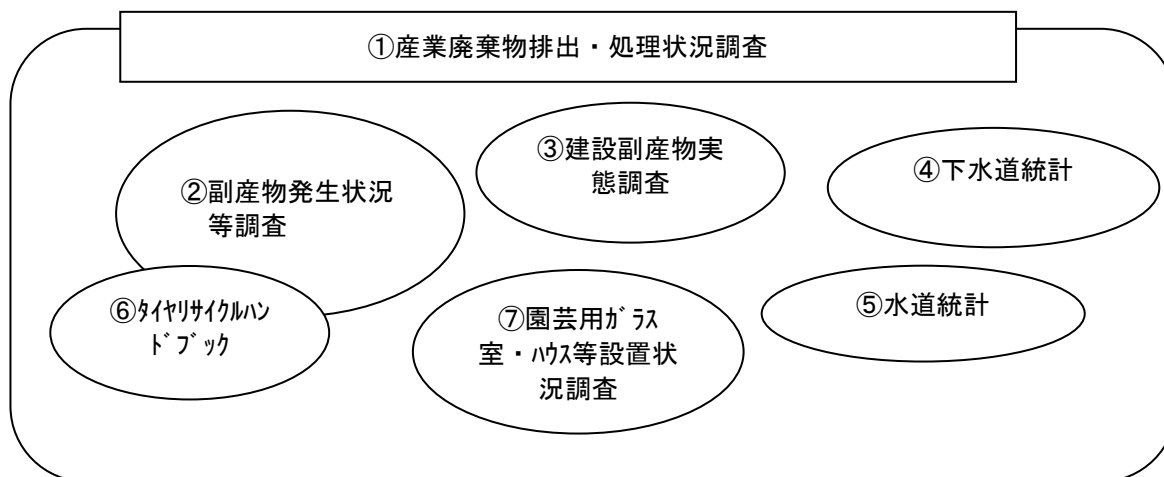 ①産業廃棄物排出・処理状況調査
②副産物発生状況
等調査
③建設副産物実
態調査
④下水道統計
⑤水道統計
⑥ﾀｲﾔﾘｻｲｸﾙﾊﾝ
ﾄﾞﾌﾞｯｸ
⑦園芸用ｶﾞﾗｽ
室・ﾊｳｽ等設置状
況調査